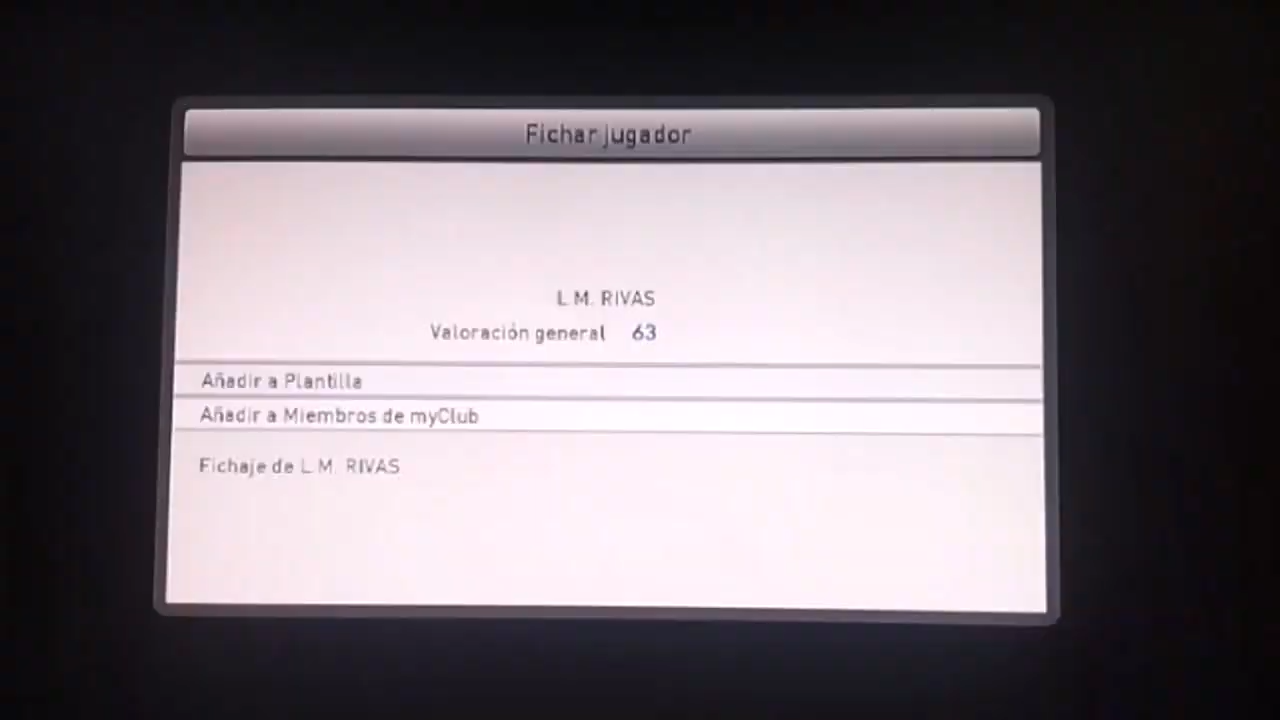 Fichar jugador
L.M. RIVAS
Valoración general 63
Añadir a Plantilla
Añadir a Miembros de myClub
Fichaje de L.M. RIVAS